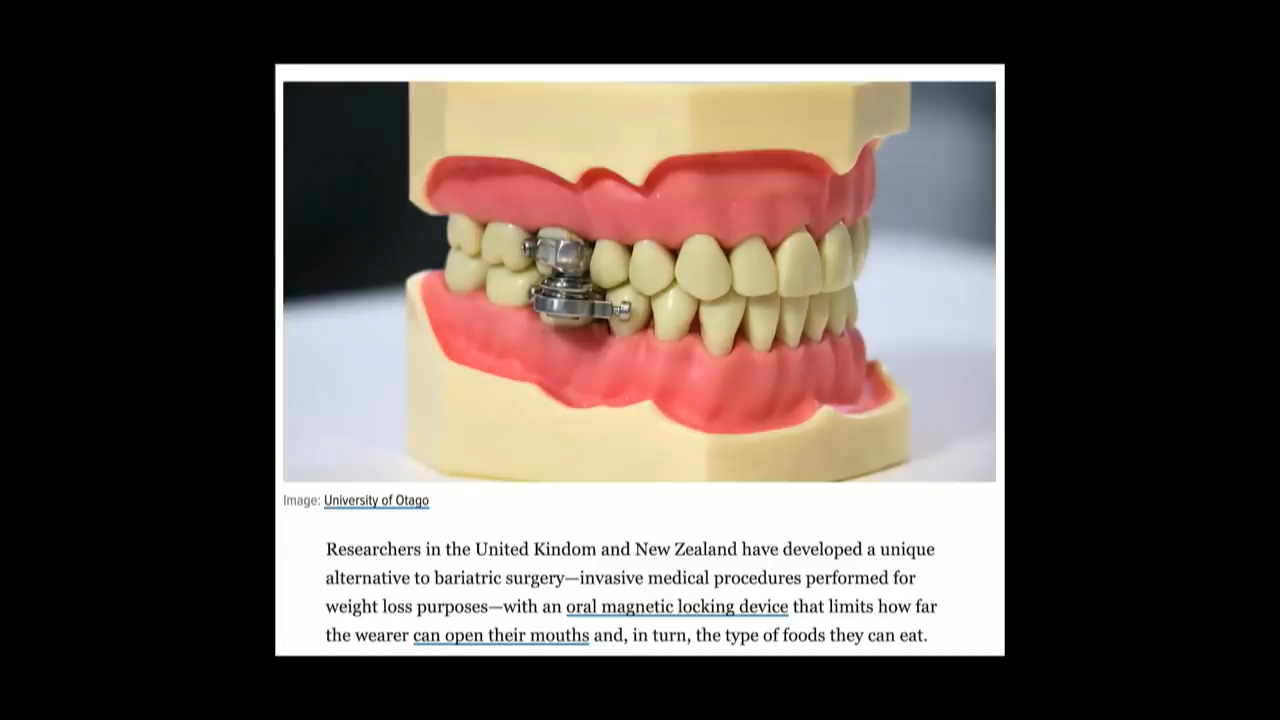 Image: University of Otago
Researchers in the United Kindom and New Zealand have developed a unique
alternative to bariatric surgery—invasive medical procedures performed for
weight loss purposes—with an oral magnetic locking device that limits how far
the wearer can open their mouths and, in turn, the type of foods they can eat.